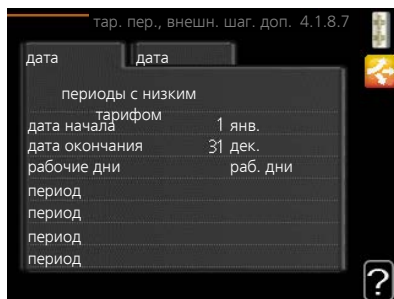 тар. пер., внешн. шаг. доп. 4.1.8.7
дата дата
периоды с низким
тарифом
дата начала 1 янв.
дата окончания 31 дек.
рабочие дни раб. дни
период
период
период
период
?